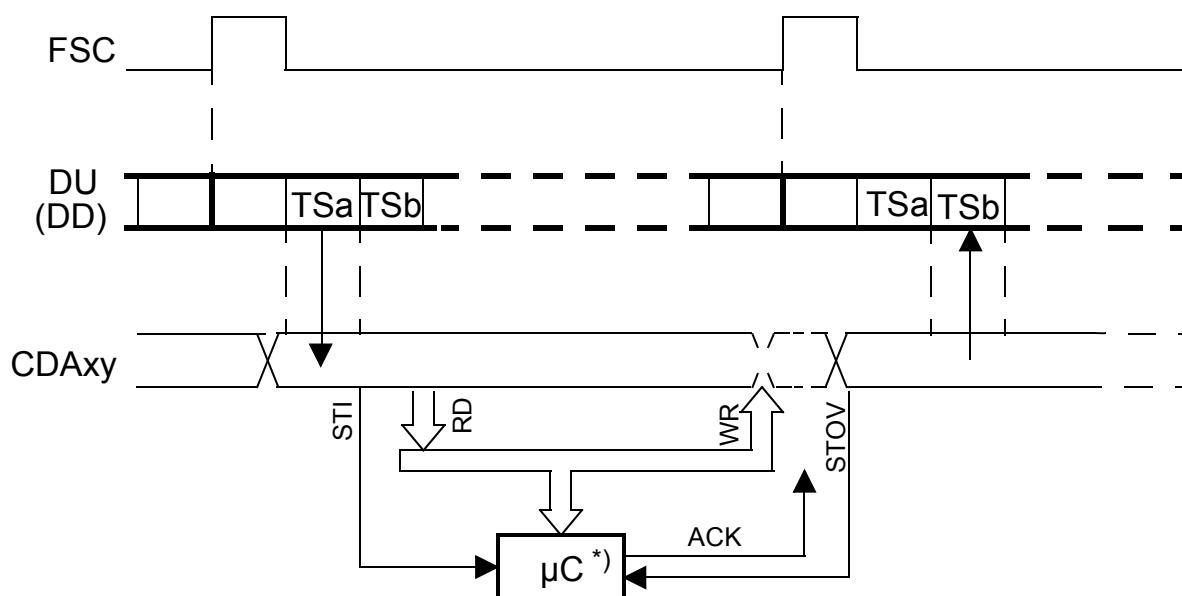 FSC
DU
(DD)
TSa TSb
TSa TSb
CDAxy
STI
RD
WR
STOV
ACK
µC *)